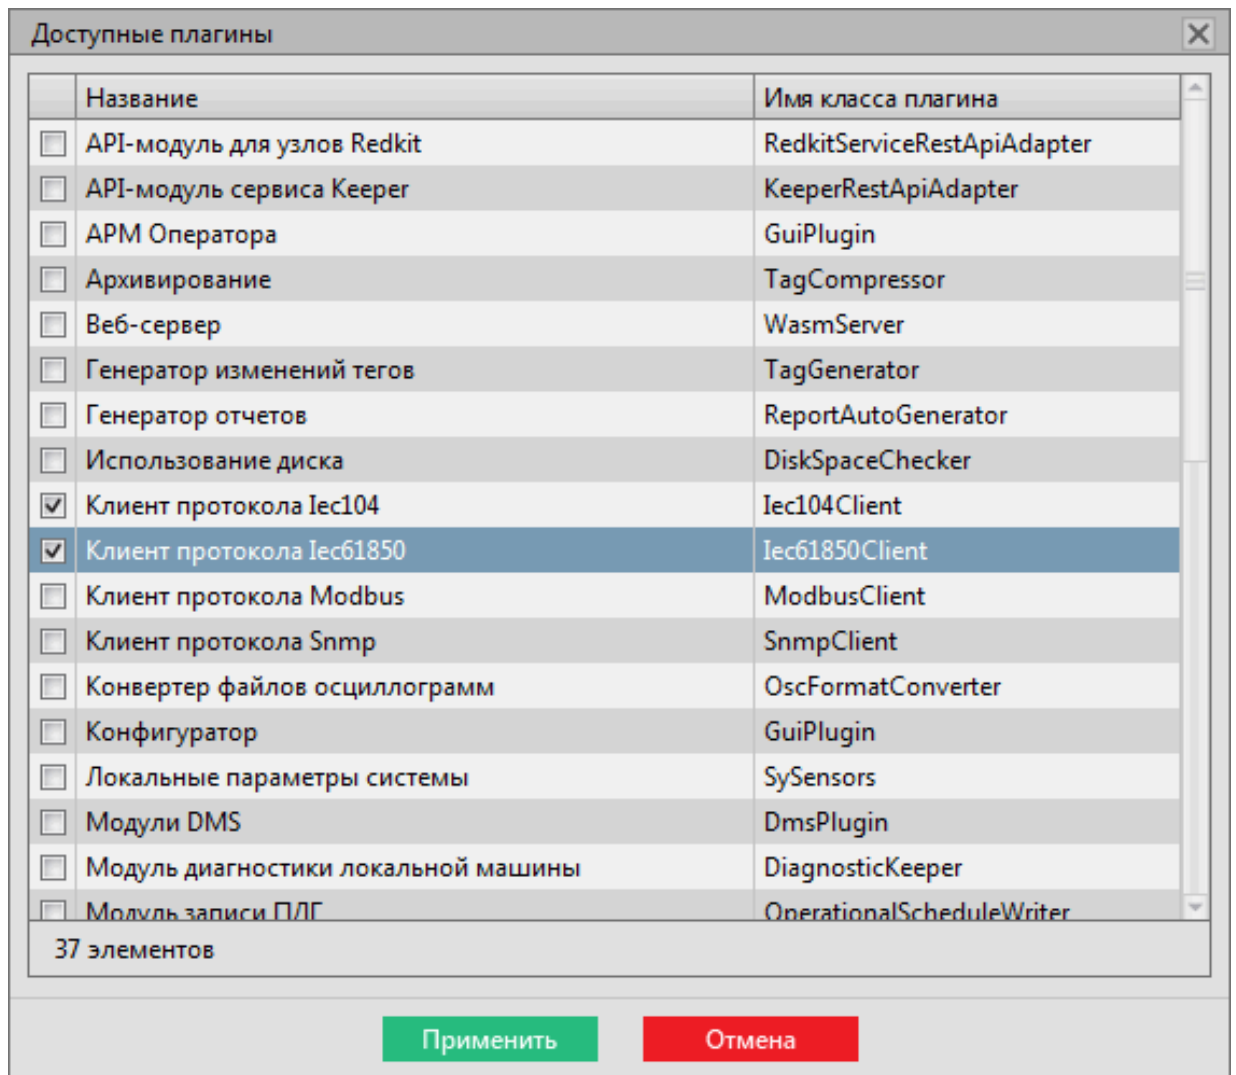 Доступные плагины
Название Имя класса плагина
API-модуль для узлов Redkit RedkitServiceRestApiAdapter
API-модуль сервиса Keeper KeeperRestApiAdapter
АРМ Оператора GuiPlugin
Архивирование TagCompressor
Веб-сервер WasmServer
Генератор изменений тегов TagGenerator
Генератор отчетов ReportAutoGenerator
Использование диска DiskSpaceChecker
Клиент протокола Iec104 Iec104Client
Клиент протокола Iec61850 Iec61850Client
Клиент протокола Modbus ModbusClient
Клиент протокола Snmp SnmpClient
Конвертер файлов осциллограмм OscFormatConverter
Конфигуратор GuiPlugin
Локальные параметры системы SySensors
Модули DMS DmsPlugin
Модуль диагностики локальной машины DiagnosticKeeper
Модуль записи ПДГ OperationalScheduleWriter
37 элементов
Применить Отмена